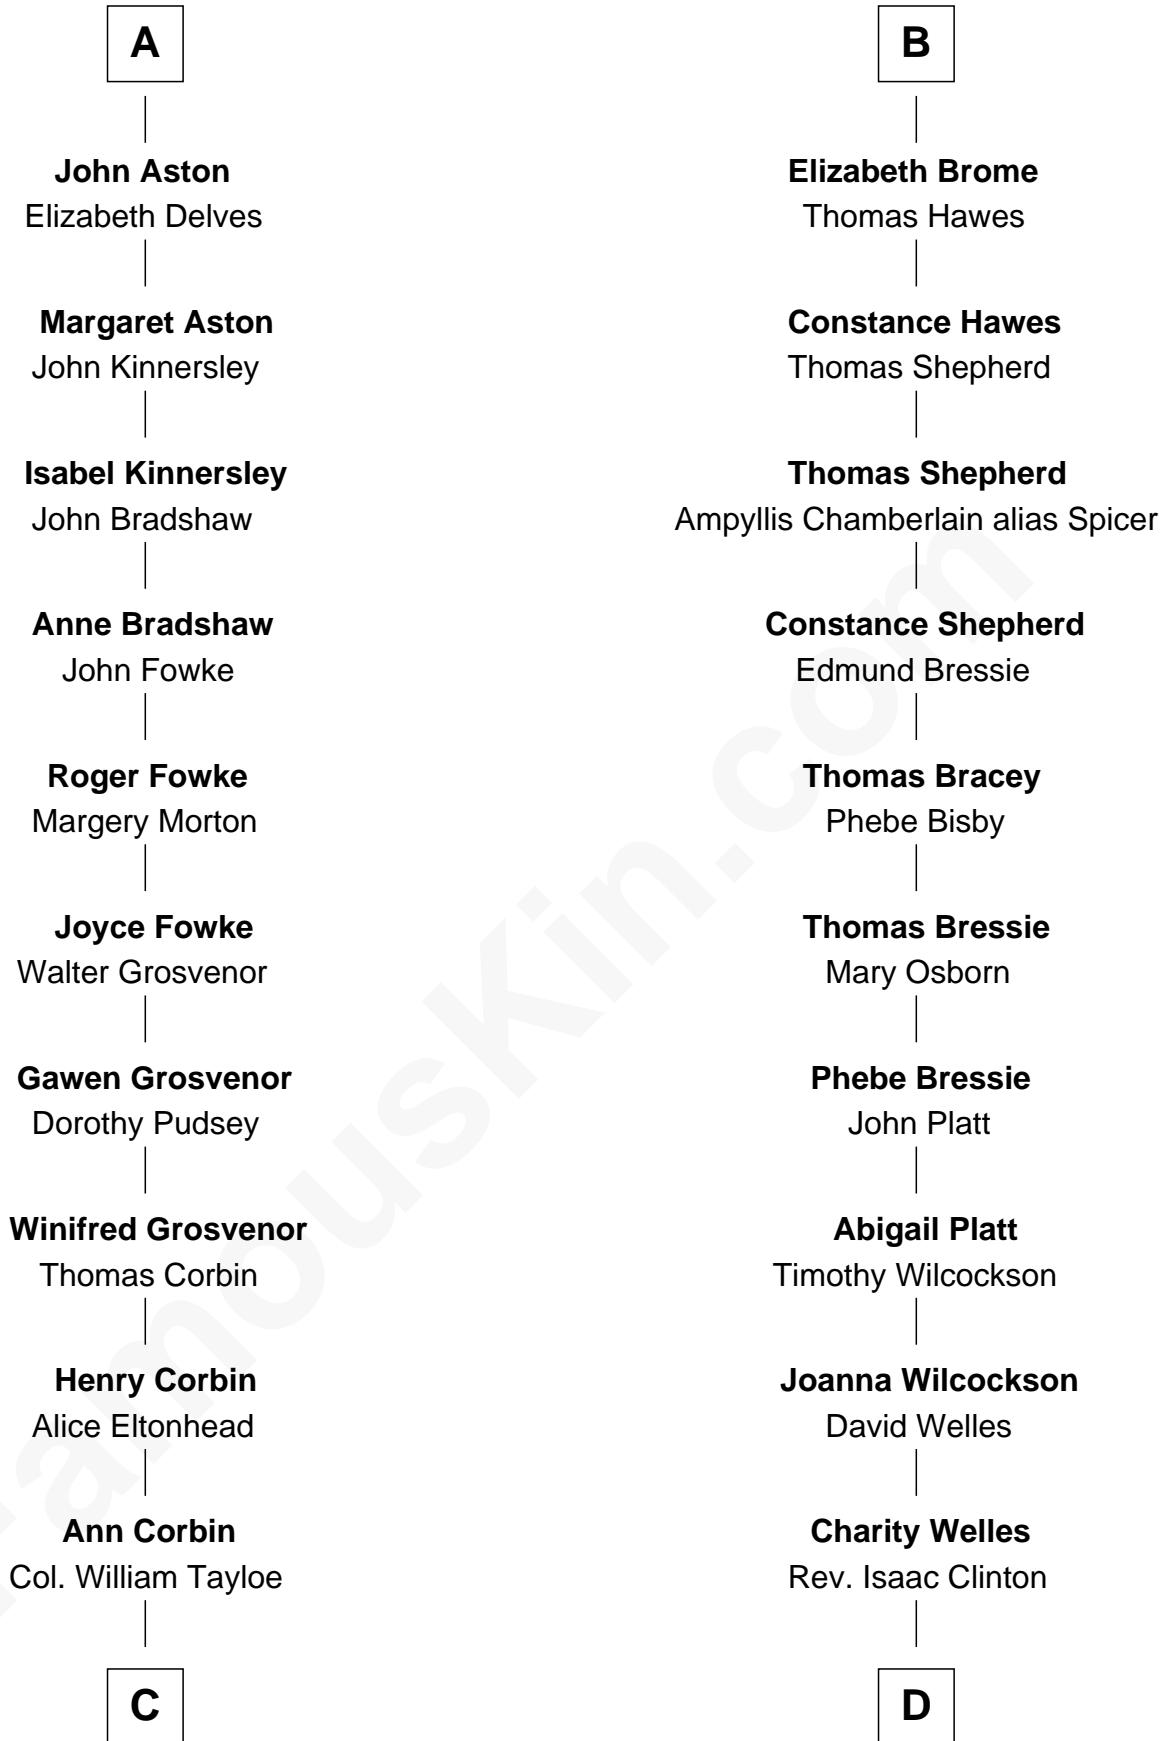 A
John Aston
Elizabeth Delves
Margaret Aston
John Kinnersley
Isabel Kinnersley
John Bradshaw
Anne Bradshaw
John Fowke
Roger Fowke
Margery Morton
Joyce Fowke
Walter Grosvenor
Gawen Grosvenor
Dorothy Pudsey
Winifred Grosvenor
Thomas Corbin
Henry Corbin
Alice Eltonhead
Ann Corbin
Col. William Tayloe
C
B
Elizabeth Brome
Thomas Hawes
Constance Hawes
Thomas Shepherd
Thomas Shepherd
Ampyllis Chamberlain alias Spicer
Constance Shepherd
Edmund Bressie
Thomas Bracey
Phebe Bisby
Thomas Bressie
Mary Osborn
Phebe Bressie
John Platt
Abigail Platt
Timothy Wilcockson
Joanna Wilcockson
David Welles
Charity Welles
Rev. Isaac Clinton
D
FamousKin.com